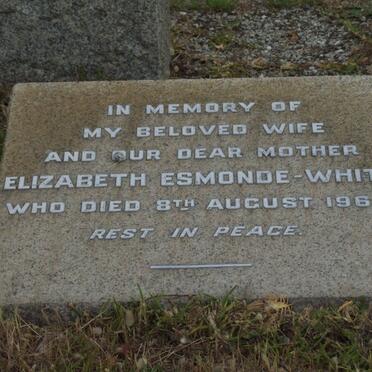 IN MEMORY OF
MY BELOVED WIFE
AND OUR DEAR MOTHER
ELIZABETH ESMONDE-WHIT
WHO DIED 8TH AUGUST 196
REST IN PEACE.